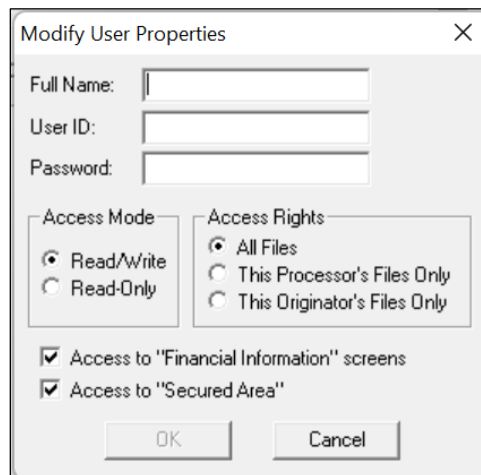 Modify User Properties
Full Name:
User ID:
Password:
Access Mode
Read/Write
Read-Only
Access Rights
All Files
This Processor's Files Only
This Originator's Files Only
Access to "Financial Information" screens
Access to "Secured Area"
OK
Cancel